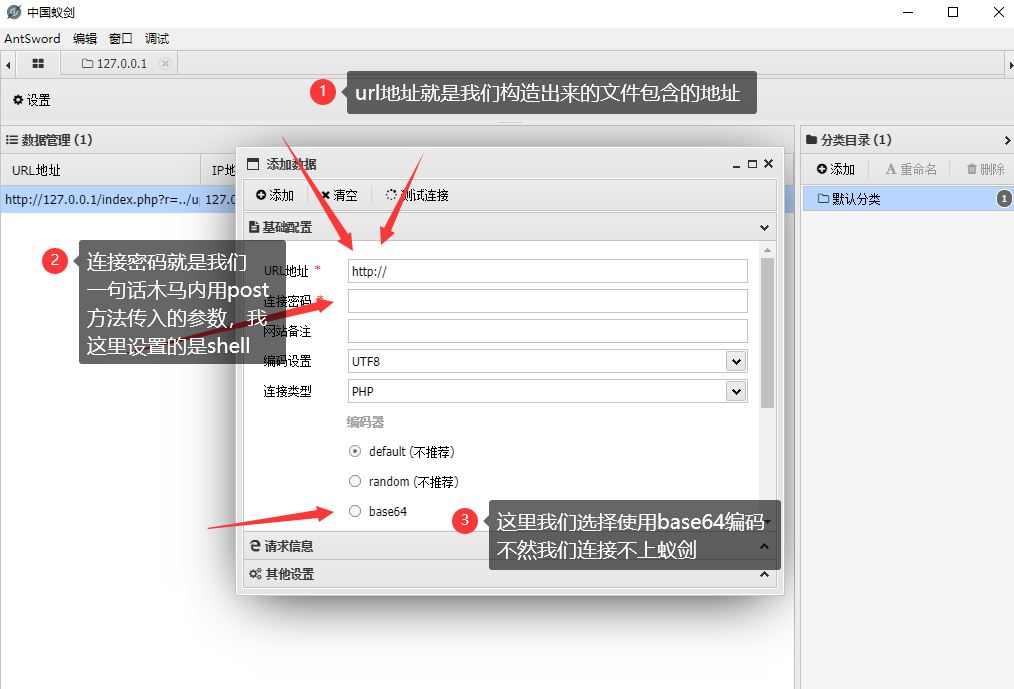 中国蚁剑
AntSword 编辑 窗口 调试
127.0.0.1
设置
1
url地址就是我们构造出来的文件包含的地址
数据管理 (1)
分类目录 (1)
URL地址
IP地
添加 重命名 删除
http://127.0.0.1/index.php?r=../u 127.0
默认分类 1
添加数据
添加 清空 测试连接
基础配置
2
连接密码就是我们
一句话木马内用post
方法传入的参数，我
这里设置的是shell
URL地址 * http://
连接密码 *
网站备注
编码设置 UTF8
连接类型 PHP
编码器
default (不推荐)
random (不推荐)
base64
3
这里我们选择使用base64编码
不然我们连接不上蚁剑
请求信息
其他设置